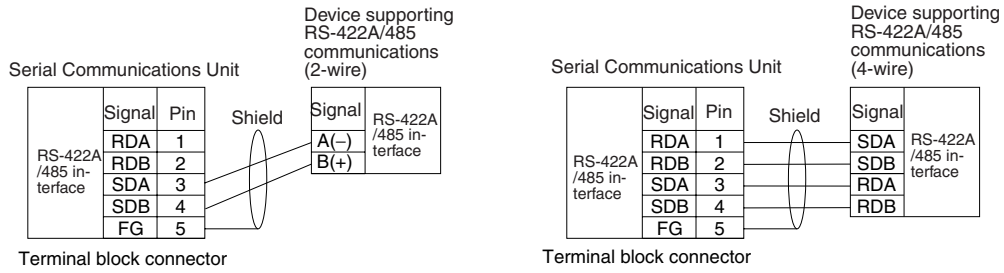 Device supporting
RS-422A/485
communications
(2-wire)
Serial Communications Unit
Signal Pin
Shield
Signal
RS-422A
/485 in-
terface
RDA 1
RDB 2
SDA 3
SDB 4
FG 5
A(−)
B(+)
RS-422A
/485 in-
terface
Terminal block connector
Device supporting
RS-422A/485
communications
(4-wire)
Serial Communications Unit
Signal Pin
Shield
Signal
RS-422A
/485 in-
terface
RDA 1
RDB 2
SDA 3
SDB 4
FG 5
SDA
SDB
RDA
RDB
RS-422A
/485 in-
terface
Terminal block connector